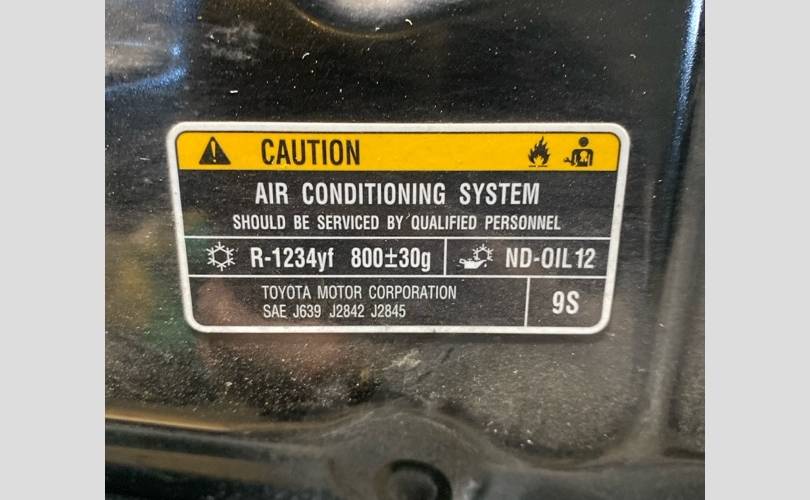 CAUTION
AIR CONDITIONING SYSTEM
SHOULD BE SERVICED BY QUALIFIED PERSONNEL
R-1234yf 800±30g ND-OIL12
TOYOTA MOTOR CORPORATION
SAE J639 J2842 J2845
9S